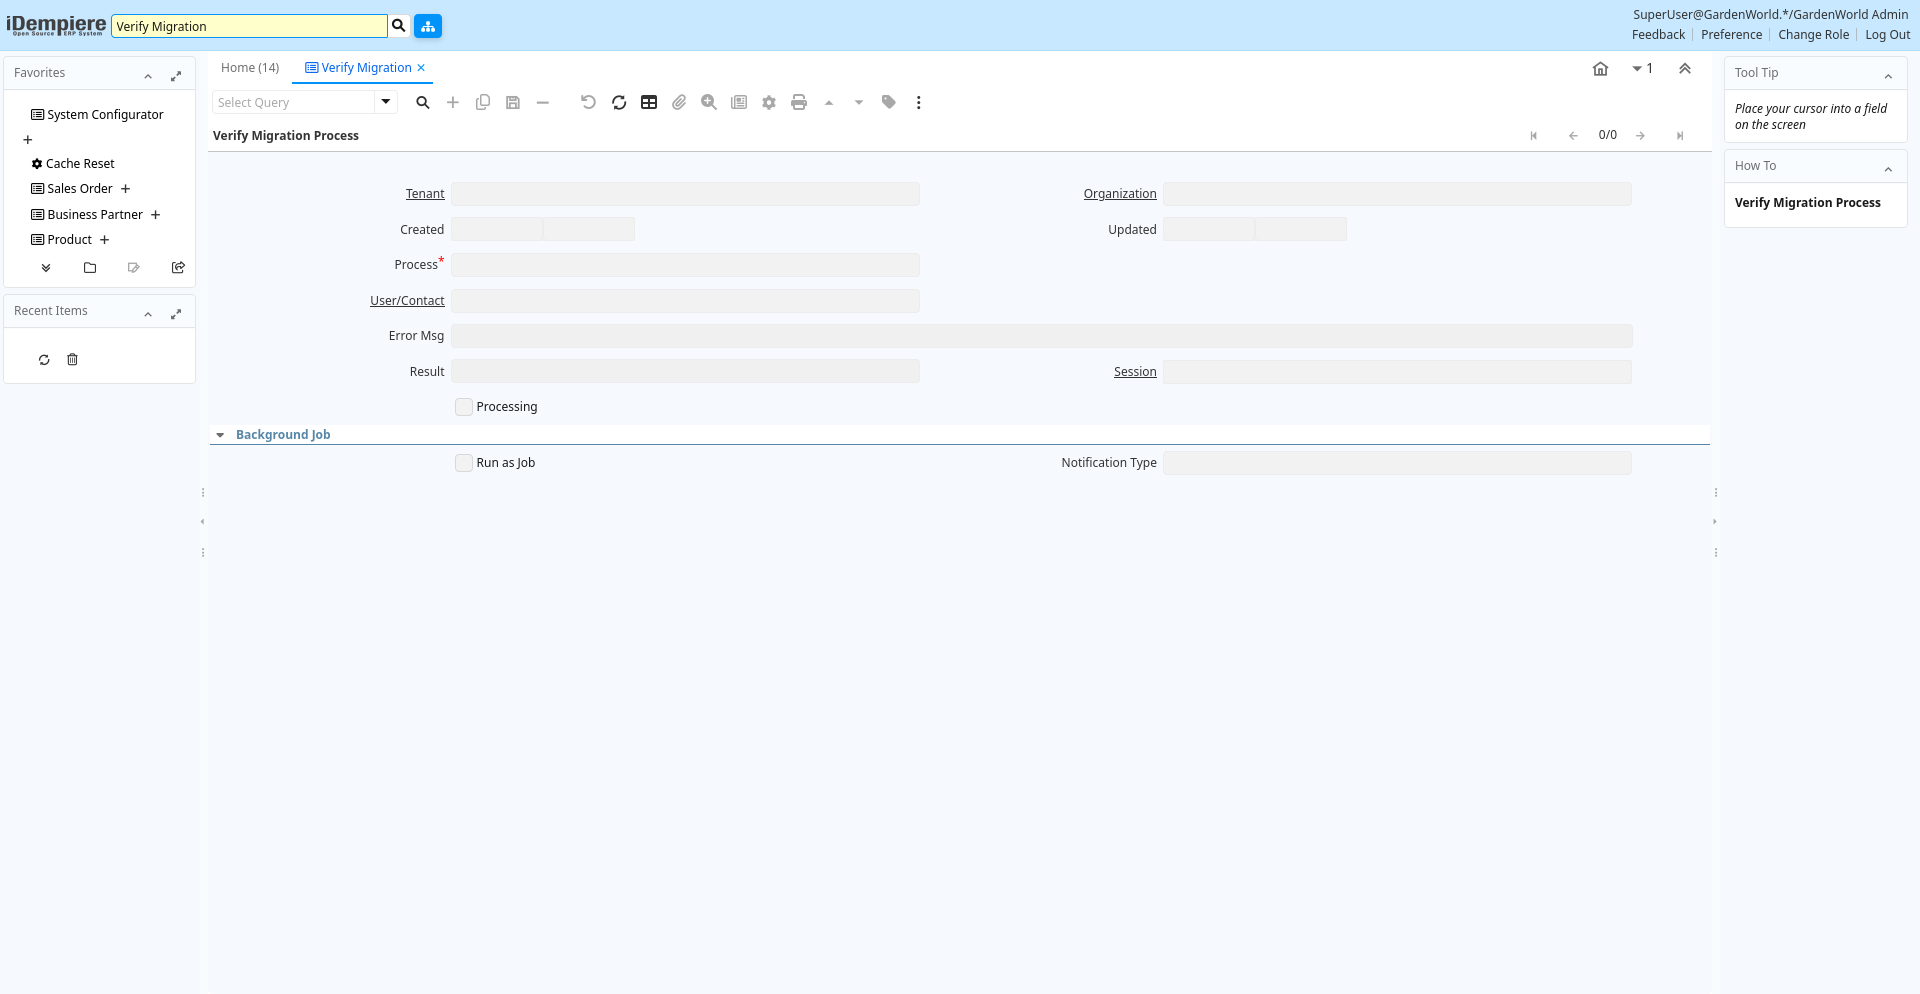 iDempiere
Open Source ERP System
Verify Migration
SuperUser@GardenWorld.*/GardenWorld Admin
Feedback
Preference
Change Role
Log Out
Favorites
System Configurator
Cache Reset
Sales Order
Business Partner
Product
Recent Items
Home (14)
Verify Migration
1
Select Query
Verify Migration Process
0/0
Tenant
Organization
Created
Updated
Process*
User/Contact
Error Msg
Result
Session
Processing
Background Job
Run as Job
Notification Type
Tool Tip
Place your cursor into a field
on the screen
How To
Verify Migration Process